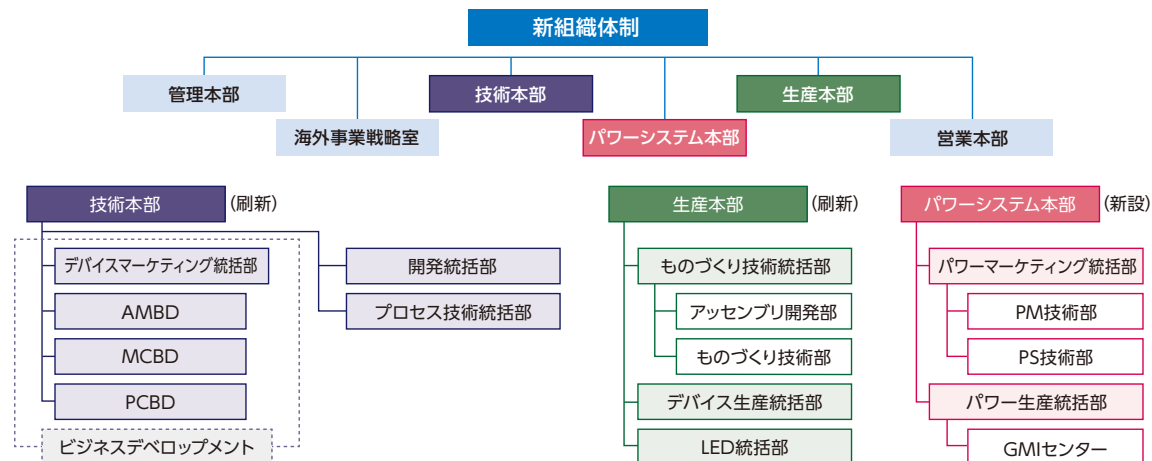 新組織体制
管理本部
技術本部
生産本部
海外事業戦略室
パワーシステム本部
営業本部
技術本部 (刷新)
デバイスマーケティング統括部
AMBD
MCBD
PCBD
ビジネスデベロップメント
開発統括部
プロセス技術統括部
生産本部 (刷新)
ものづくり技術統括部
アッセンブリ開発部
ものづくり技術部
デバイス生産統括部
LED統括部
パワーシステム本部 (新設)
パワーマーケティング統括部
PM技術部
PS技術部
パワー生産統括部
GMIセンター